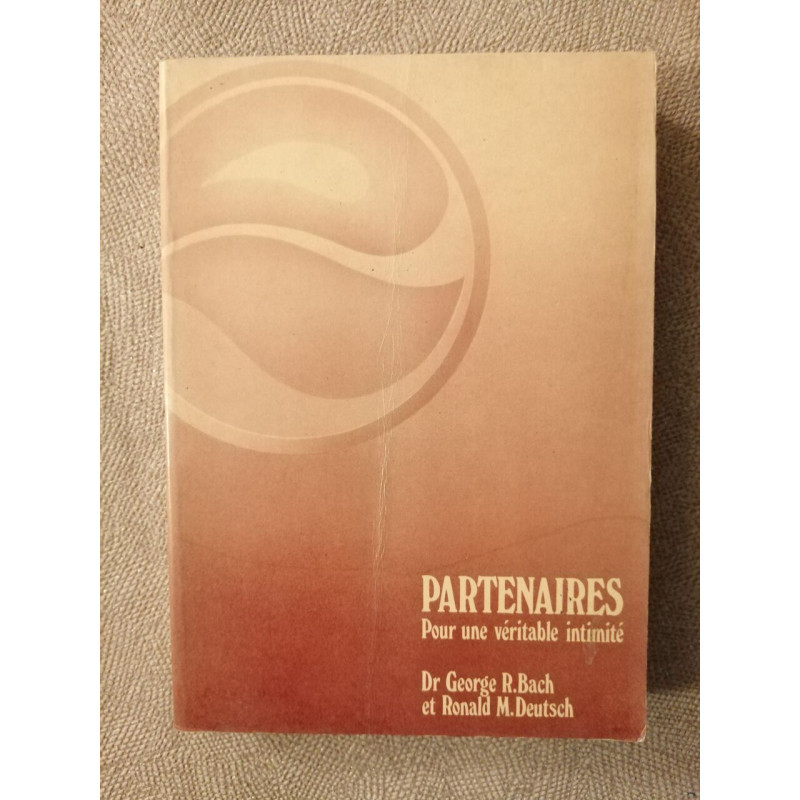 PARTENAIRES
Pour une véritable intimité
Dr George R.Bach
et Ronald M.Deutsch